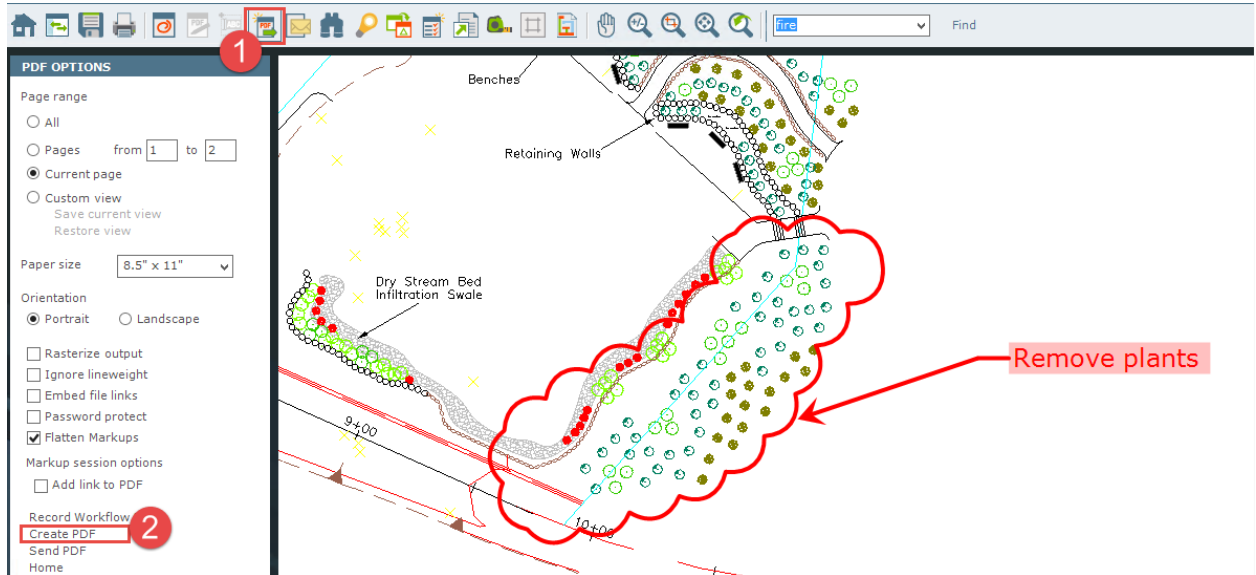 fire
Find
1
PDF OPTIONS
Page range
All
Pages from 1 to 2
Current page
Custom view
Save current view
Restore view
Paper size 8.5" x 11"
Orientation
Portrait Landscape
Rasterize output
Ignore lineweight
Embed file links
Password protect
Flatten Markups
Markup session options
Add link to PDF
Record Workflow
Create PDF 2
Send PDF
Home
Benches
Retaining Walls
Dry Stream Bed
Infiltration Swale
Remove plants
9+00
10+00